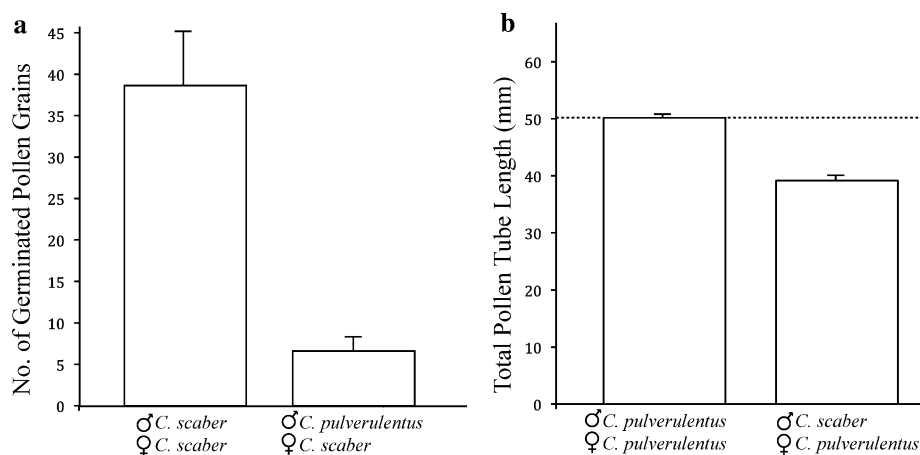 a
No. of Germinated Pollen Grains
45
40
35
30
25
20
15
10
5
0
♂ C. scaber
♀ C. scaber
♂ C. pulverulentus
♀ C. scaber
b
Total Pollen Tube Length (mm)
60
50
40
30
20
10
0
♂ C. pulverulentus
♀ C. pulverulentus
♂ C. scaber
♀ C. pulverulentus